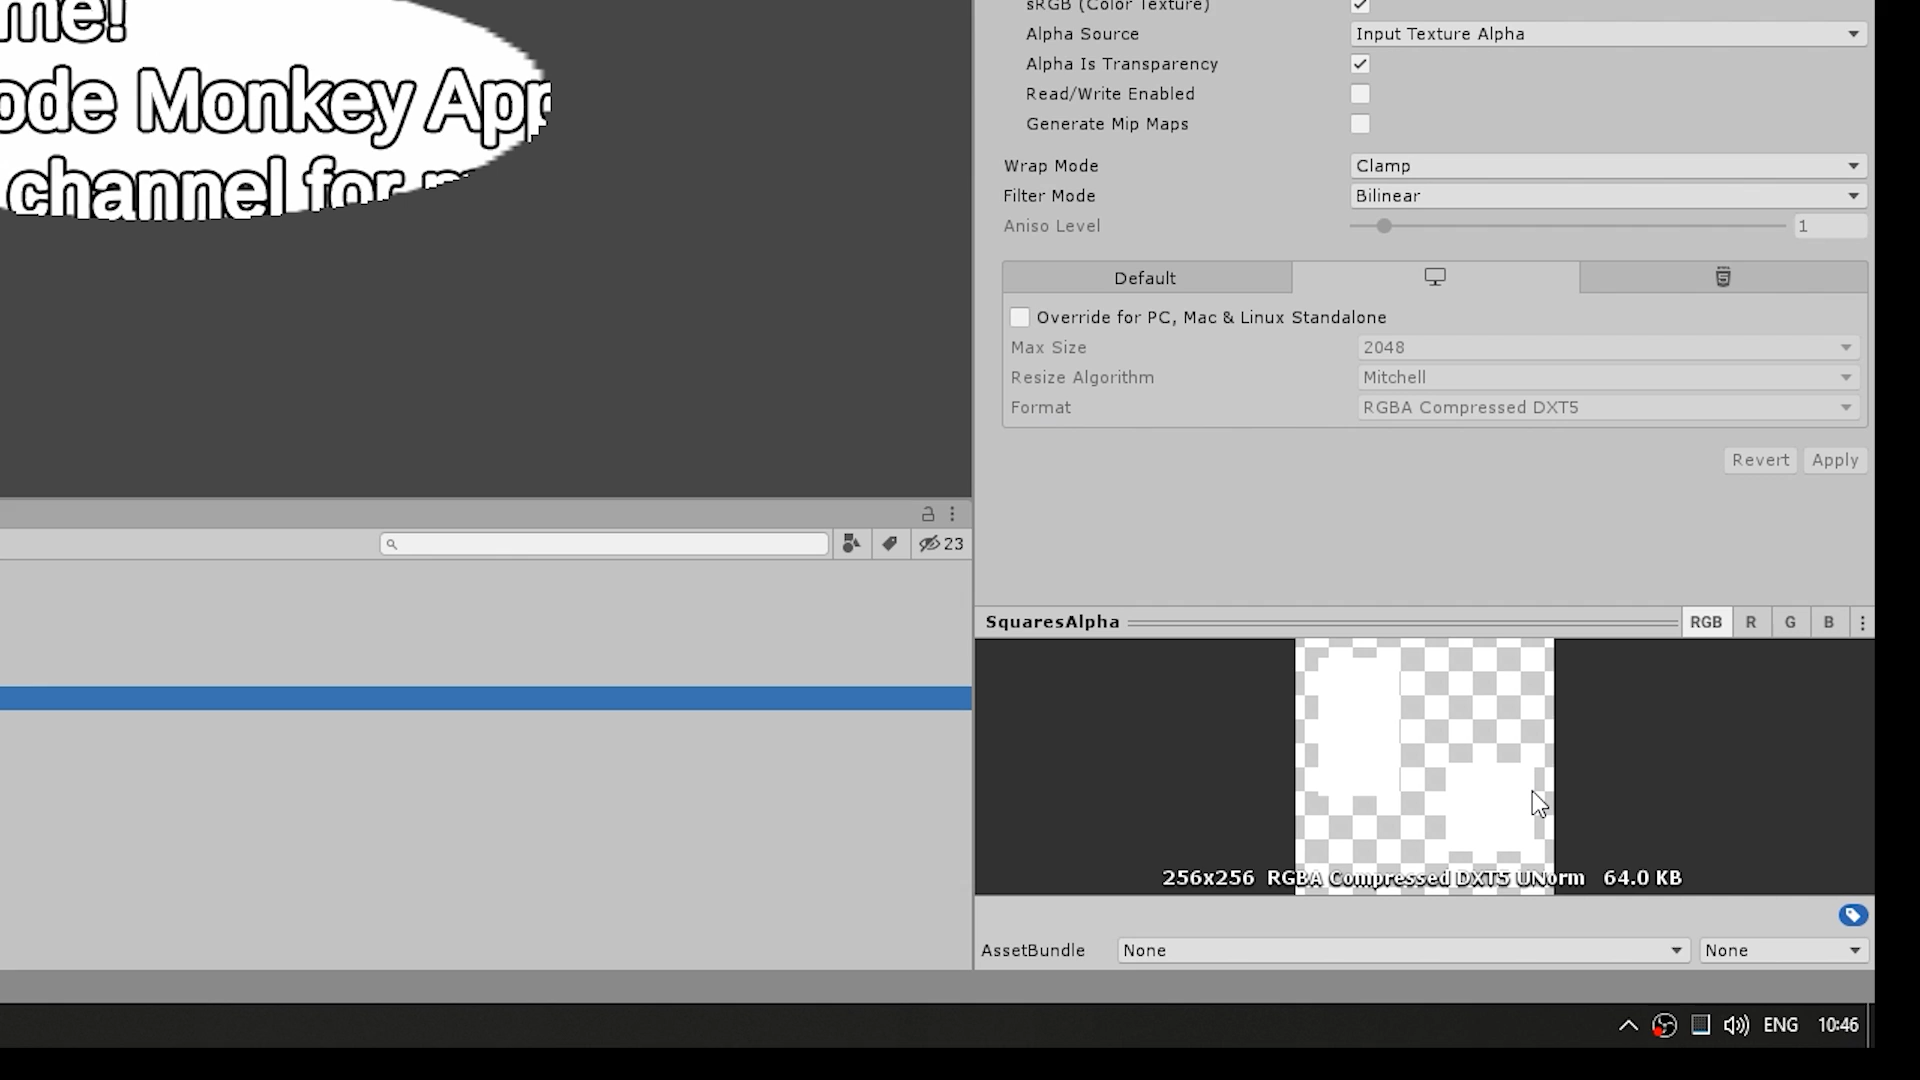 me!
ode Monkey App
channel for
sRGB (Color Texture)
Alpha Source Input Texture Alpha
Alpha Is Transparency
Read/Write Enabled
Generate Mip Maps
Wrap Mode Clamp
Filter Mode Bilinear
Aniso Level 1
Default
Override for PC, Mac & Linux Standalone
Max Size 2048
Resize Algorithm Mitchell
Format RGBA Compressed DXT5
Revert Apply
23
SquaresAlpha RGB R G B
256x256 RGBA Compressed DXT5 UNorm 64.0 KB
AssetBundle None None
ENG 10:46